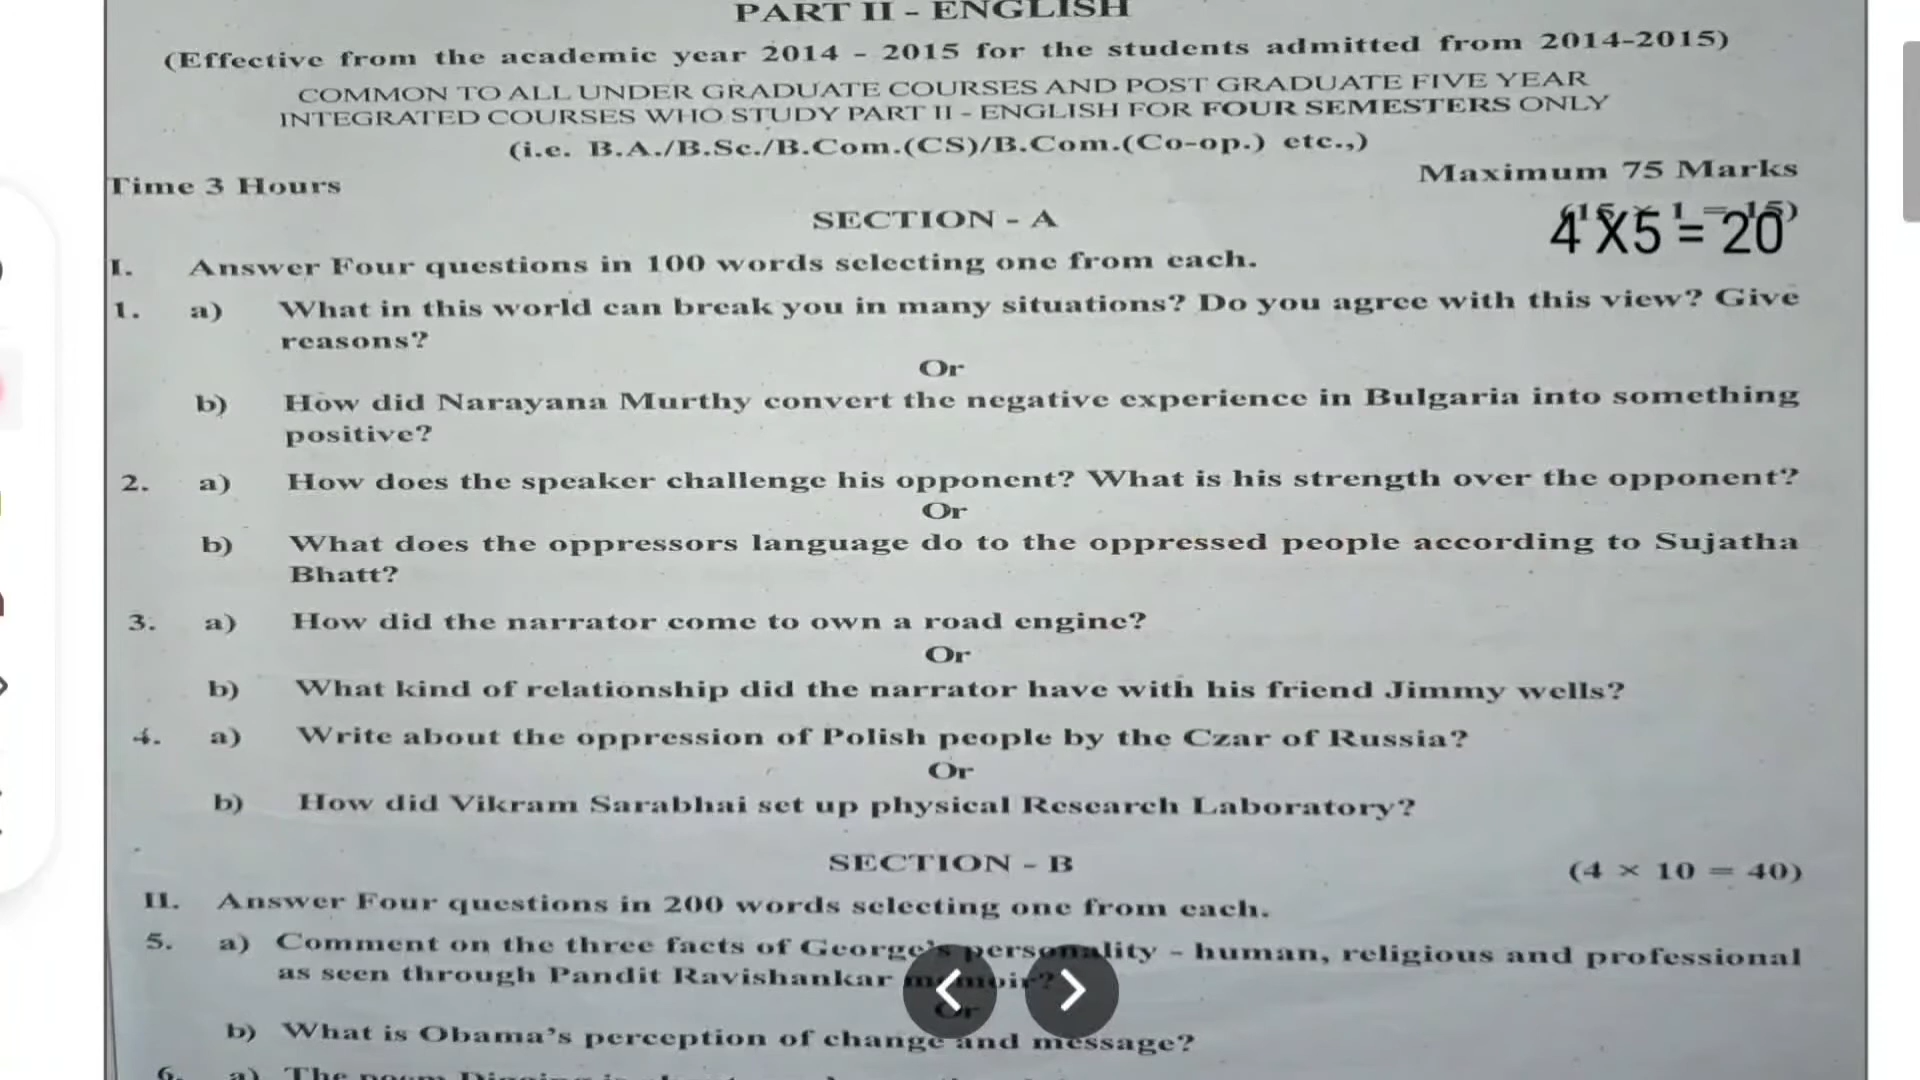 PART II - ENGLISH
(Effective from the academic year 2014 - 2015 for the students admitted from 2014-2015)
COMMON TO ALL UNDER GRADUATE COURSES AND POST GRADUATE FIVE YEAR
INTEGRATED COURSES WHO STUDY PART II - ENGLISH FOR FOUR SEMESTERS ONLY
(i.e. B.A./B.Sc./B.Com.(CS)/B.Com.(Co-op.) etc.,)
Time 3 Hours Maximum 75 Marks
SECTION - A 4 X5 = 20
I. Answer Four questions in 100 words selecting one from each.
1. a) What in this world can break you in many situations? Do you agree with this view? Give
reasons?
Or
b) How did Narayana Murthy convert the negative experience in Bulgaria into something
positive?
2. a) How does the speaker challenge his opponent? What is his strength over the opponent?
Or
b) What does the oppressors language do to the oppressed people according to Sujatha
Bhatt?
3. a) How did the narrator come to own a road engine?
Or
b) What kind of relationship did the narrator have with his friend Jimmy wells?
4. a) Write about the oppression of Polish people by the Czar of Russia?
Or
b) How did Vikram Sarabhai set up physical Research Laboratory?
SECTION - B (4 × 10 = 40)
II. Answer Four questions in 200 words selecting one from each.
5. a) Comment on the three facts of George's personality - human, religious and professional
as seen through Pandit Ravishankar memoir?
Or
b) What is Obama's perception of change and message?
6. a) The poem Digging is